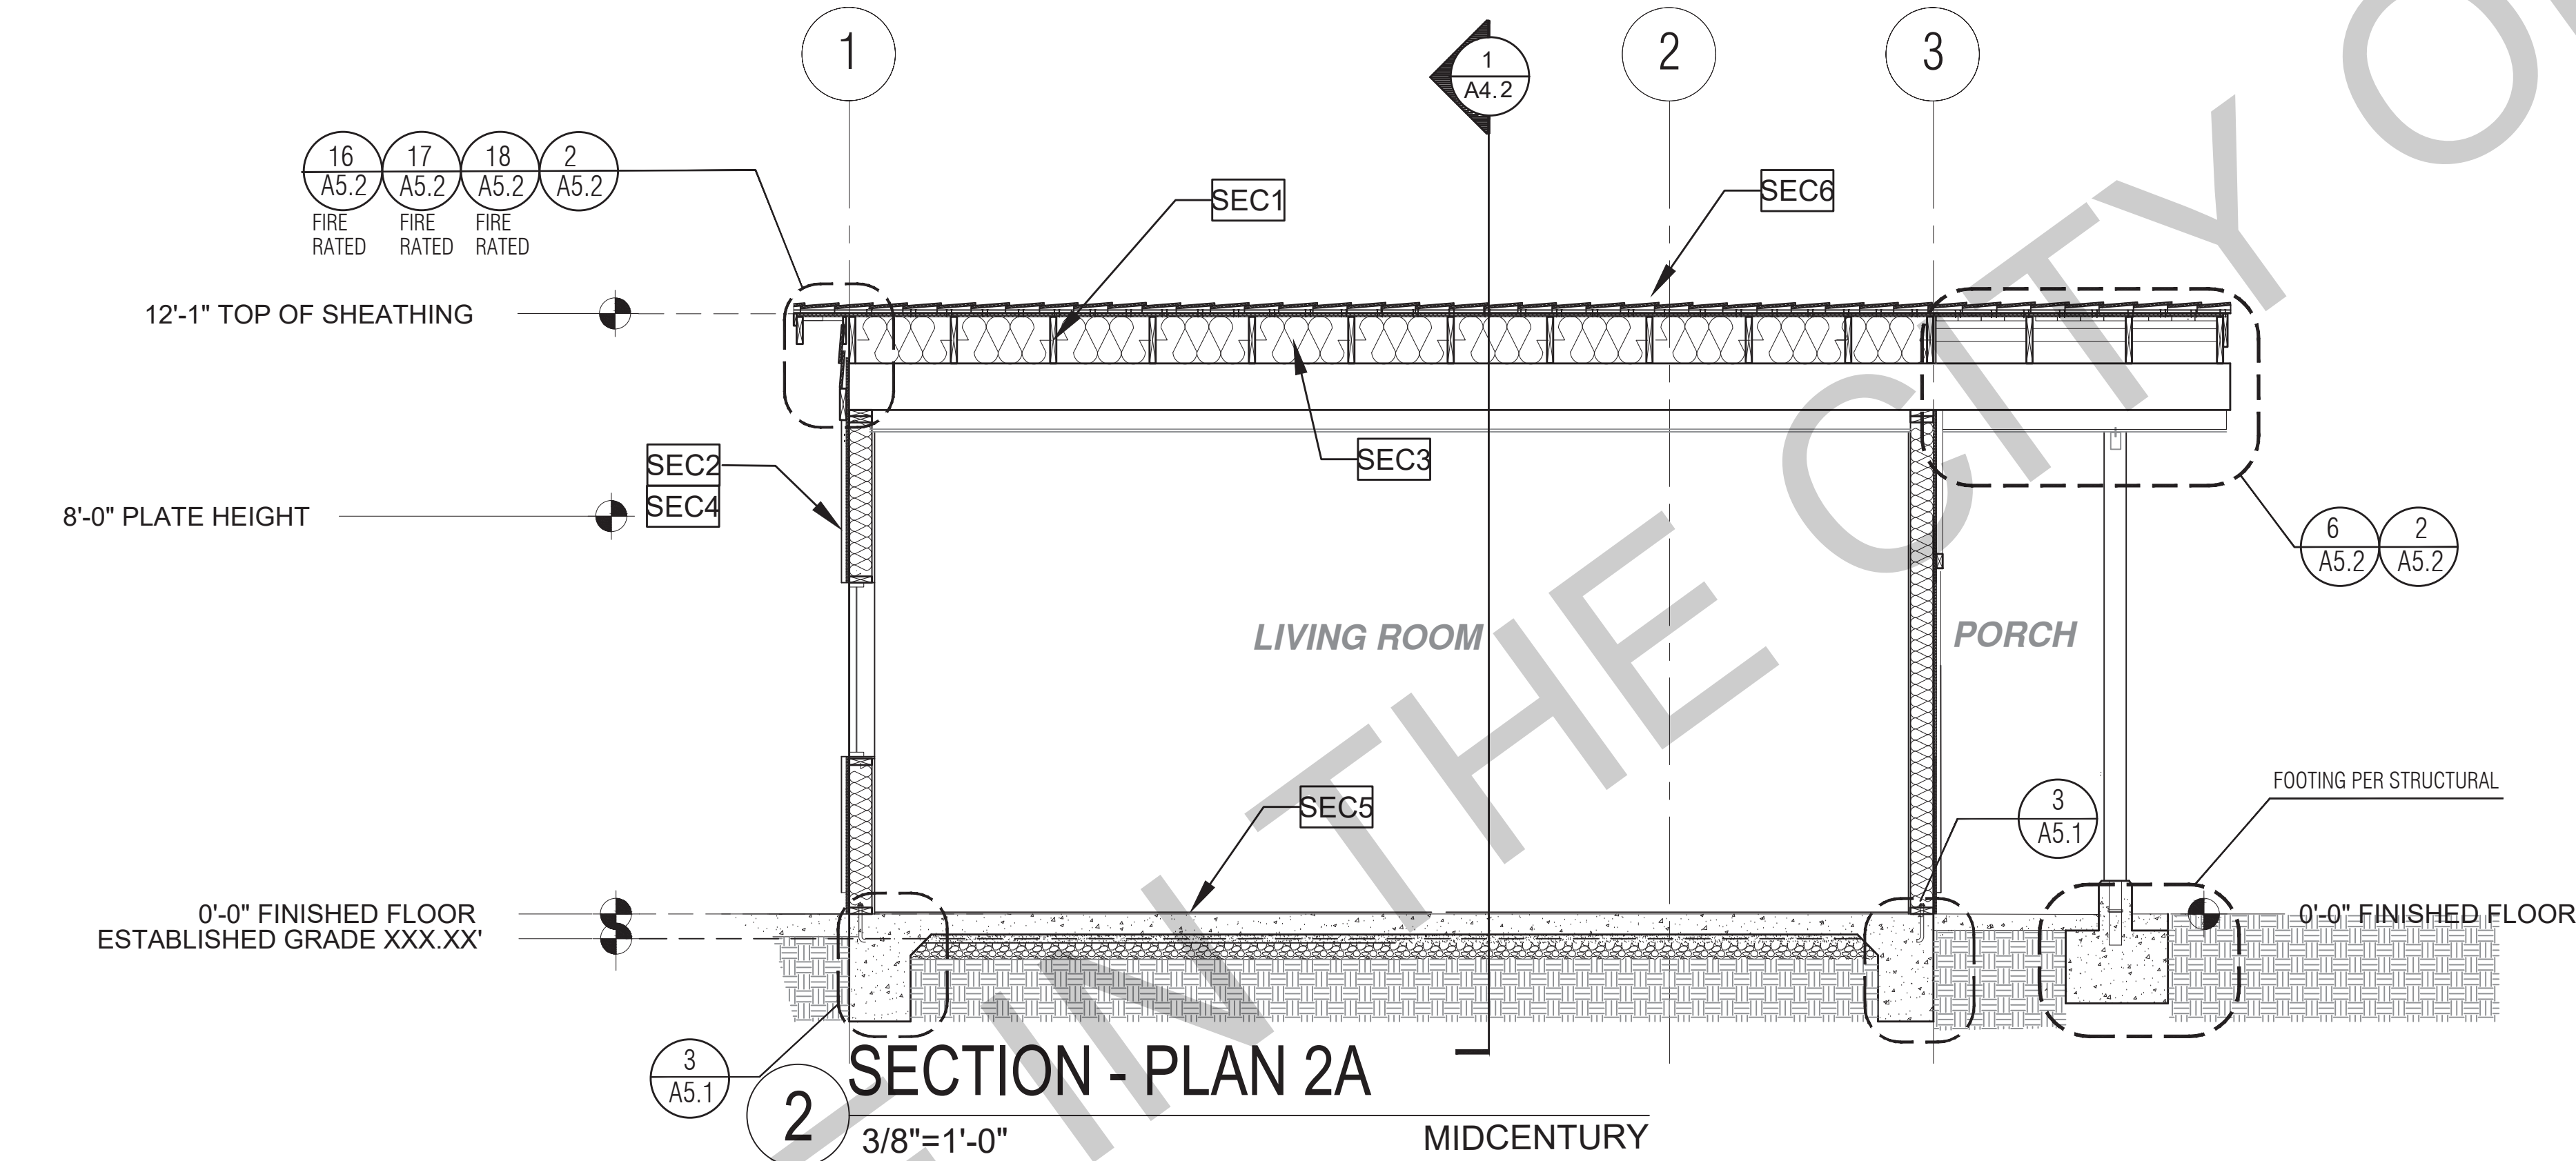 1
2
3
1
A4.2
16
A5.2
17
A5.2
18
A5.2
2
A5.2
FIRE
RATED
FIRE
RATED
FIRE
RATED
SEC1
SEC6
12'-1" TOP OF SHEATHING
SEC2
SEC4
SEC3
8'-0" PLATE HEIGHT
6
A5.2
2
A5.2
LIVING ROOM
PORCH
FOOTING PER STRUCTURAL
3
A5.1
SEC5
0'-0" FINISHED FLOOR
ESTABLISHED GRADE XXX.XX'
0'-0" FINISHED FLOOR
3
A5.1
2
SECTION - PLAN 2A
3/8"=1'-0"
MIDCENTURY
IN THE CITY